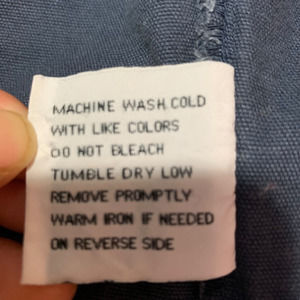 MACHINE WASH COLD
WITH LIKE COLORS
DO NOT BLEACH
TUMBLE DRY LOW
REMOVE PROMPTLY
WARM IRON IF NEEDED
ON REVERSE SIDE